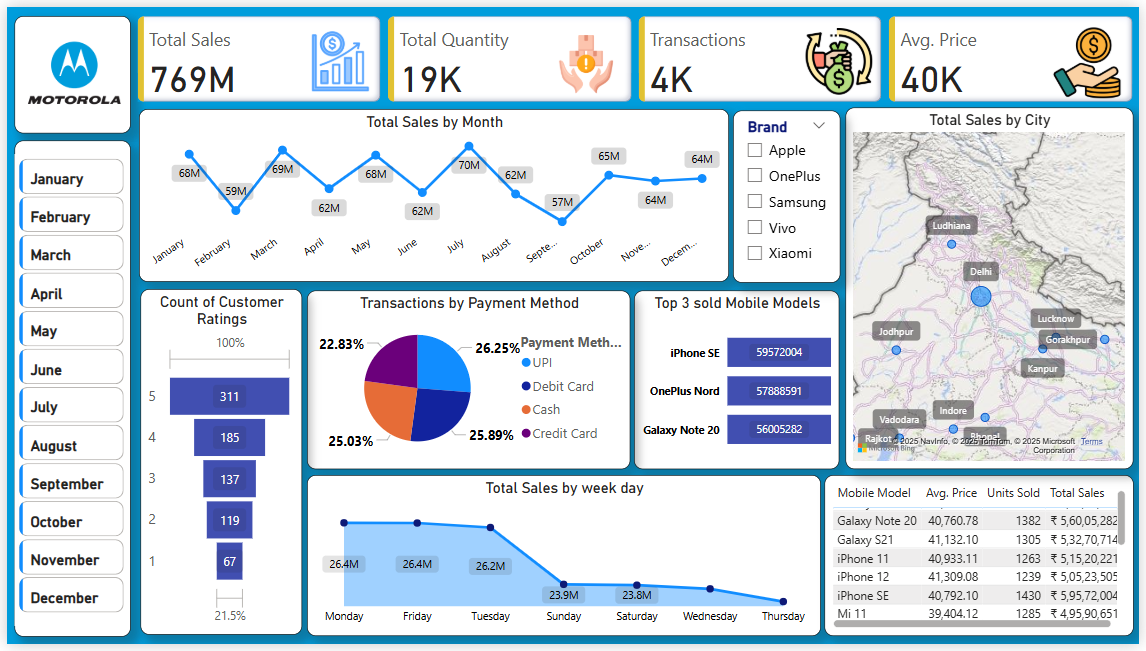 MOTOROLA
Total Sales
769M
Total Quantity
19K
Transactions
4K
Avg. Price
40K
January
February
March
April
May
June
July
August
September
October
November
December
Total Sales by Month
68M
59M
69M
62M
68M
62M
70M
62M
57M
65M
64M
64M
January
February
March
April
May
June
July
August
Septe...
October
Nove...
Decem...
Brand
Apple
OnePlus
Samsung
Vivo
Xiaomi
Total Sales by City
Ludhiana
Delhi
Lucknow
Jodhpur
Gorakhpur
Kanpur
Indore
Vadodara
Bhopal
Rajkot
© 2025 NavInfo, © 2025 TomTom, © 2025 Microsoft Corporation
Terms
Microsoft Bing
Count of Customer Ratings
100%
5 311
4 185
3 137
2 119
1 67
21.5%
Transactions by Payment Method
22.83%
26.25%
25.03%
25.89%
Payment Meth...
UPI
Debit Card
Cash
Credit Card
Top 3 sold Mobile Models
iPhone SE 59572004
OnePlus Nord 57888591
Galaxy Note 20 56005282
Total Sales by week day
26.4M
26.4M
26.2M
23.9M
23.8M
Monday
Friday
Tuesday
Sunday
Saturday
Wednesday
Thursday
Mobile Model Avg. Price Units Sold Total Sales
Galaxy Note 20 40,760.78 1382 ₹ 5,60,05,282
Galaxy S21 41,132.10 1305 ₹ 5,32,70,714
iPhone 11 40,933.11 1263 ₹ 5,15,20,221
iPhone 12 41,309.08 1239 ₹ 5,05,23,505
iPhone SE 40,792.10 1430 ₹ 5,95,72,004
Mi 11 39,404.12 1285 ₹ 4,95,90,651